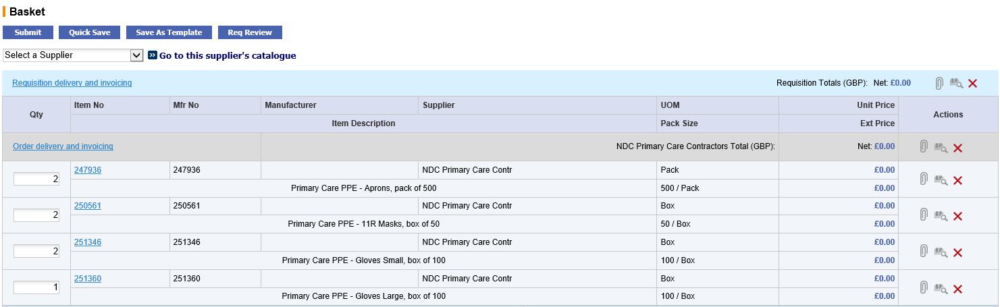 Basket
Submit Quick Save Save As Template Req Review
Select a Supplier Go to this supplier's catalogue
Requisition delivery and invoicing Requisition Totals (GBP): Net: £0.00
Qty Item No Mfr No Manufacturer Supplier UOM Unit Price Actions
Item Description Pack Size Ext Price
Order delivery and invoicing NDC Primary Care Contractors Total (GBP): Net: £0.00
2 247936 247936 NDC Primary Care Contr Pack £0.00
Primary Care PPE - Aprons, pack of 500 500 / Pack £0.00
2 250561 250561 NDC Primary Care Contr Box £0.00
Primary Care PPE - 11R Masks, box of 50 50 / Box £0.00
2 251346 251346 NDC Primary Care Contr Box £0.00
Primary Care PPE - Gloves Small, box of 100 100 / Box £0.00
1 251360 251360 NDC Primary Care Contr Box £0.00
Primary Care PPE - Gloves Large, box of 100 100 / Box £0.00